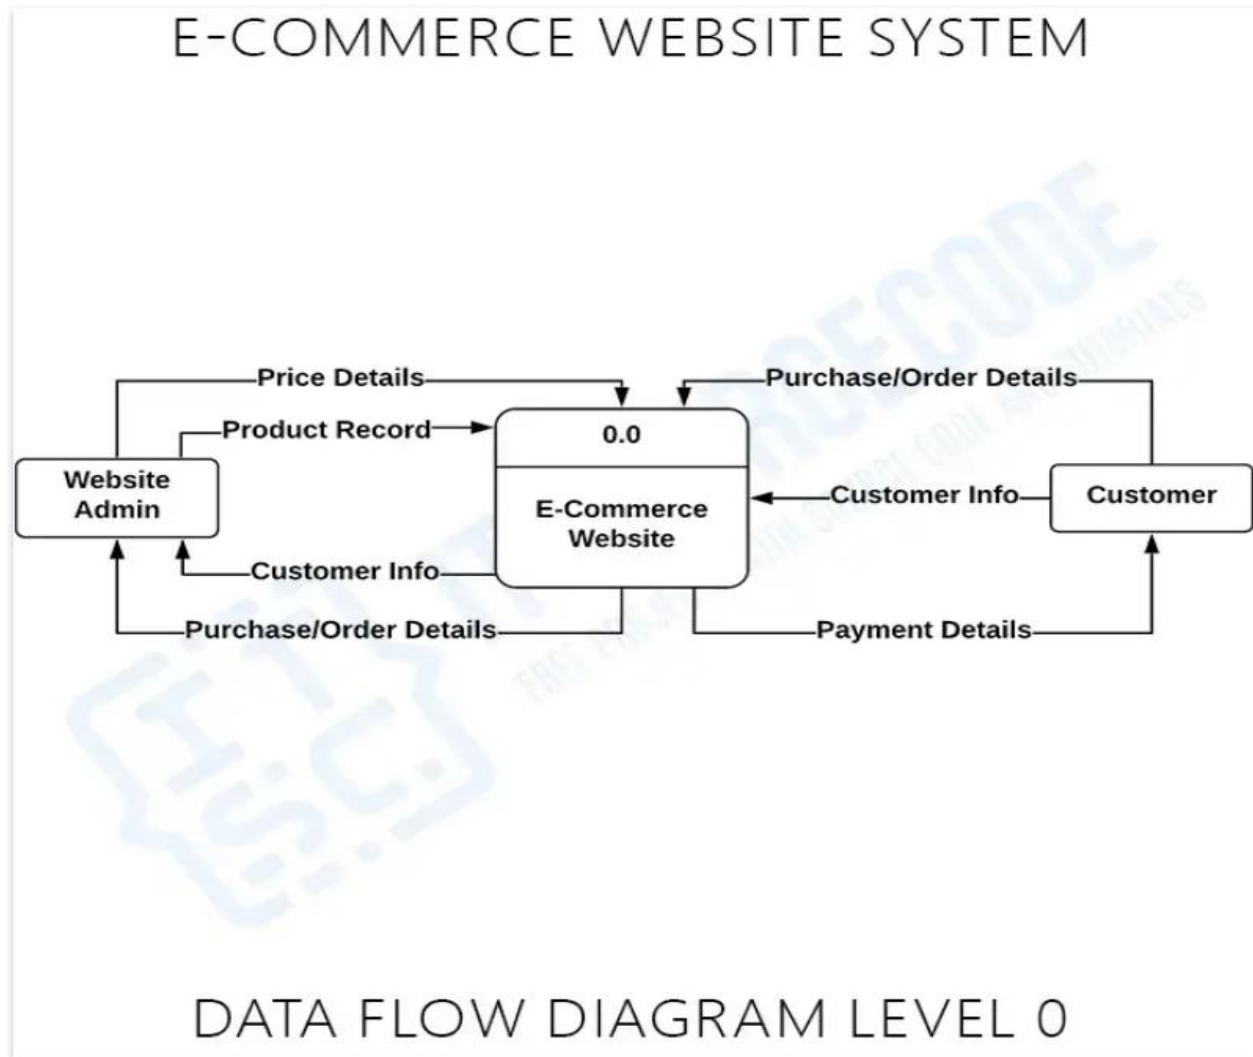 E-COMMERCE WEBSITE SYSTEM
Price Details
Purchase/Order Details
Product Record
0.0
Website
Admin
E-Commerce
Website
Customer Info
Customer
Customer Info
Purchase/Order Details
Payment Details
DATA FLOW DIAGRAM LEVEL 0